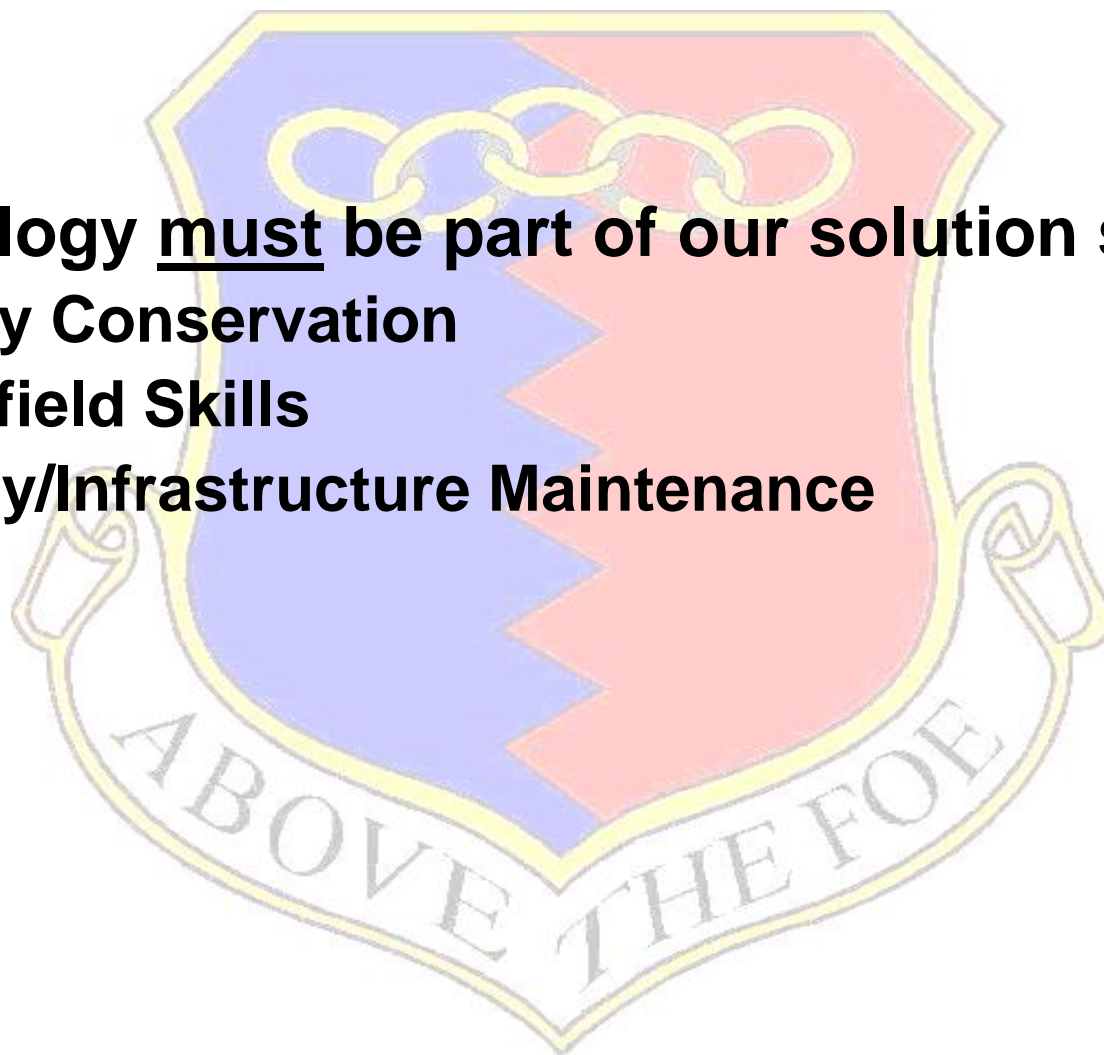 logy must be part of our solution s
y Conservation
field Skills
y/Infrastructure Maintenance
ABOVE THE FOE